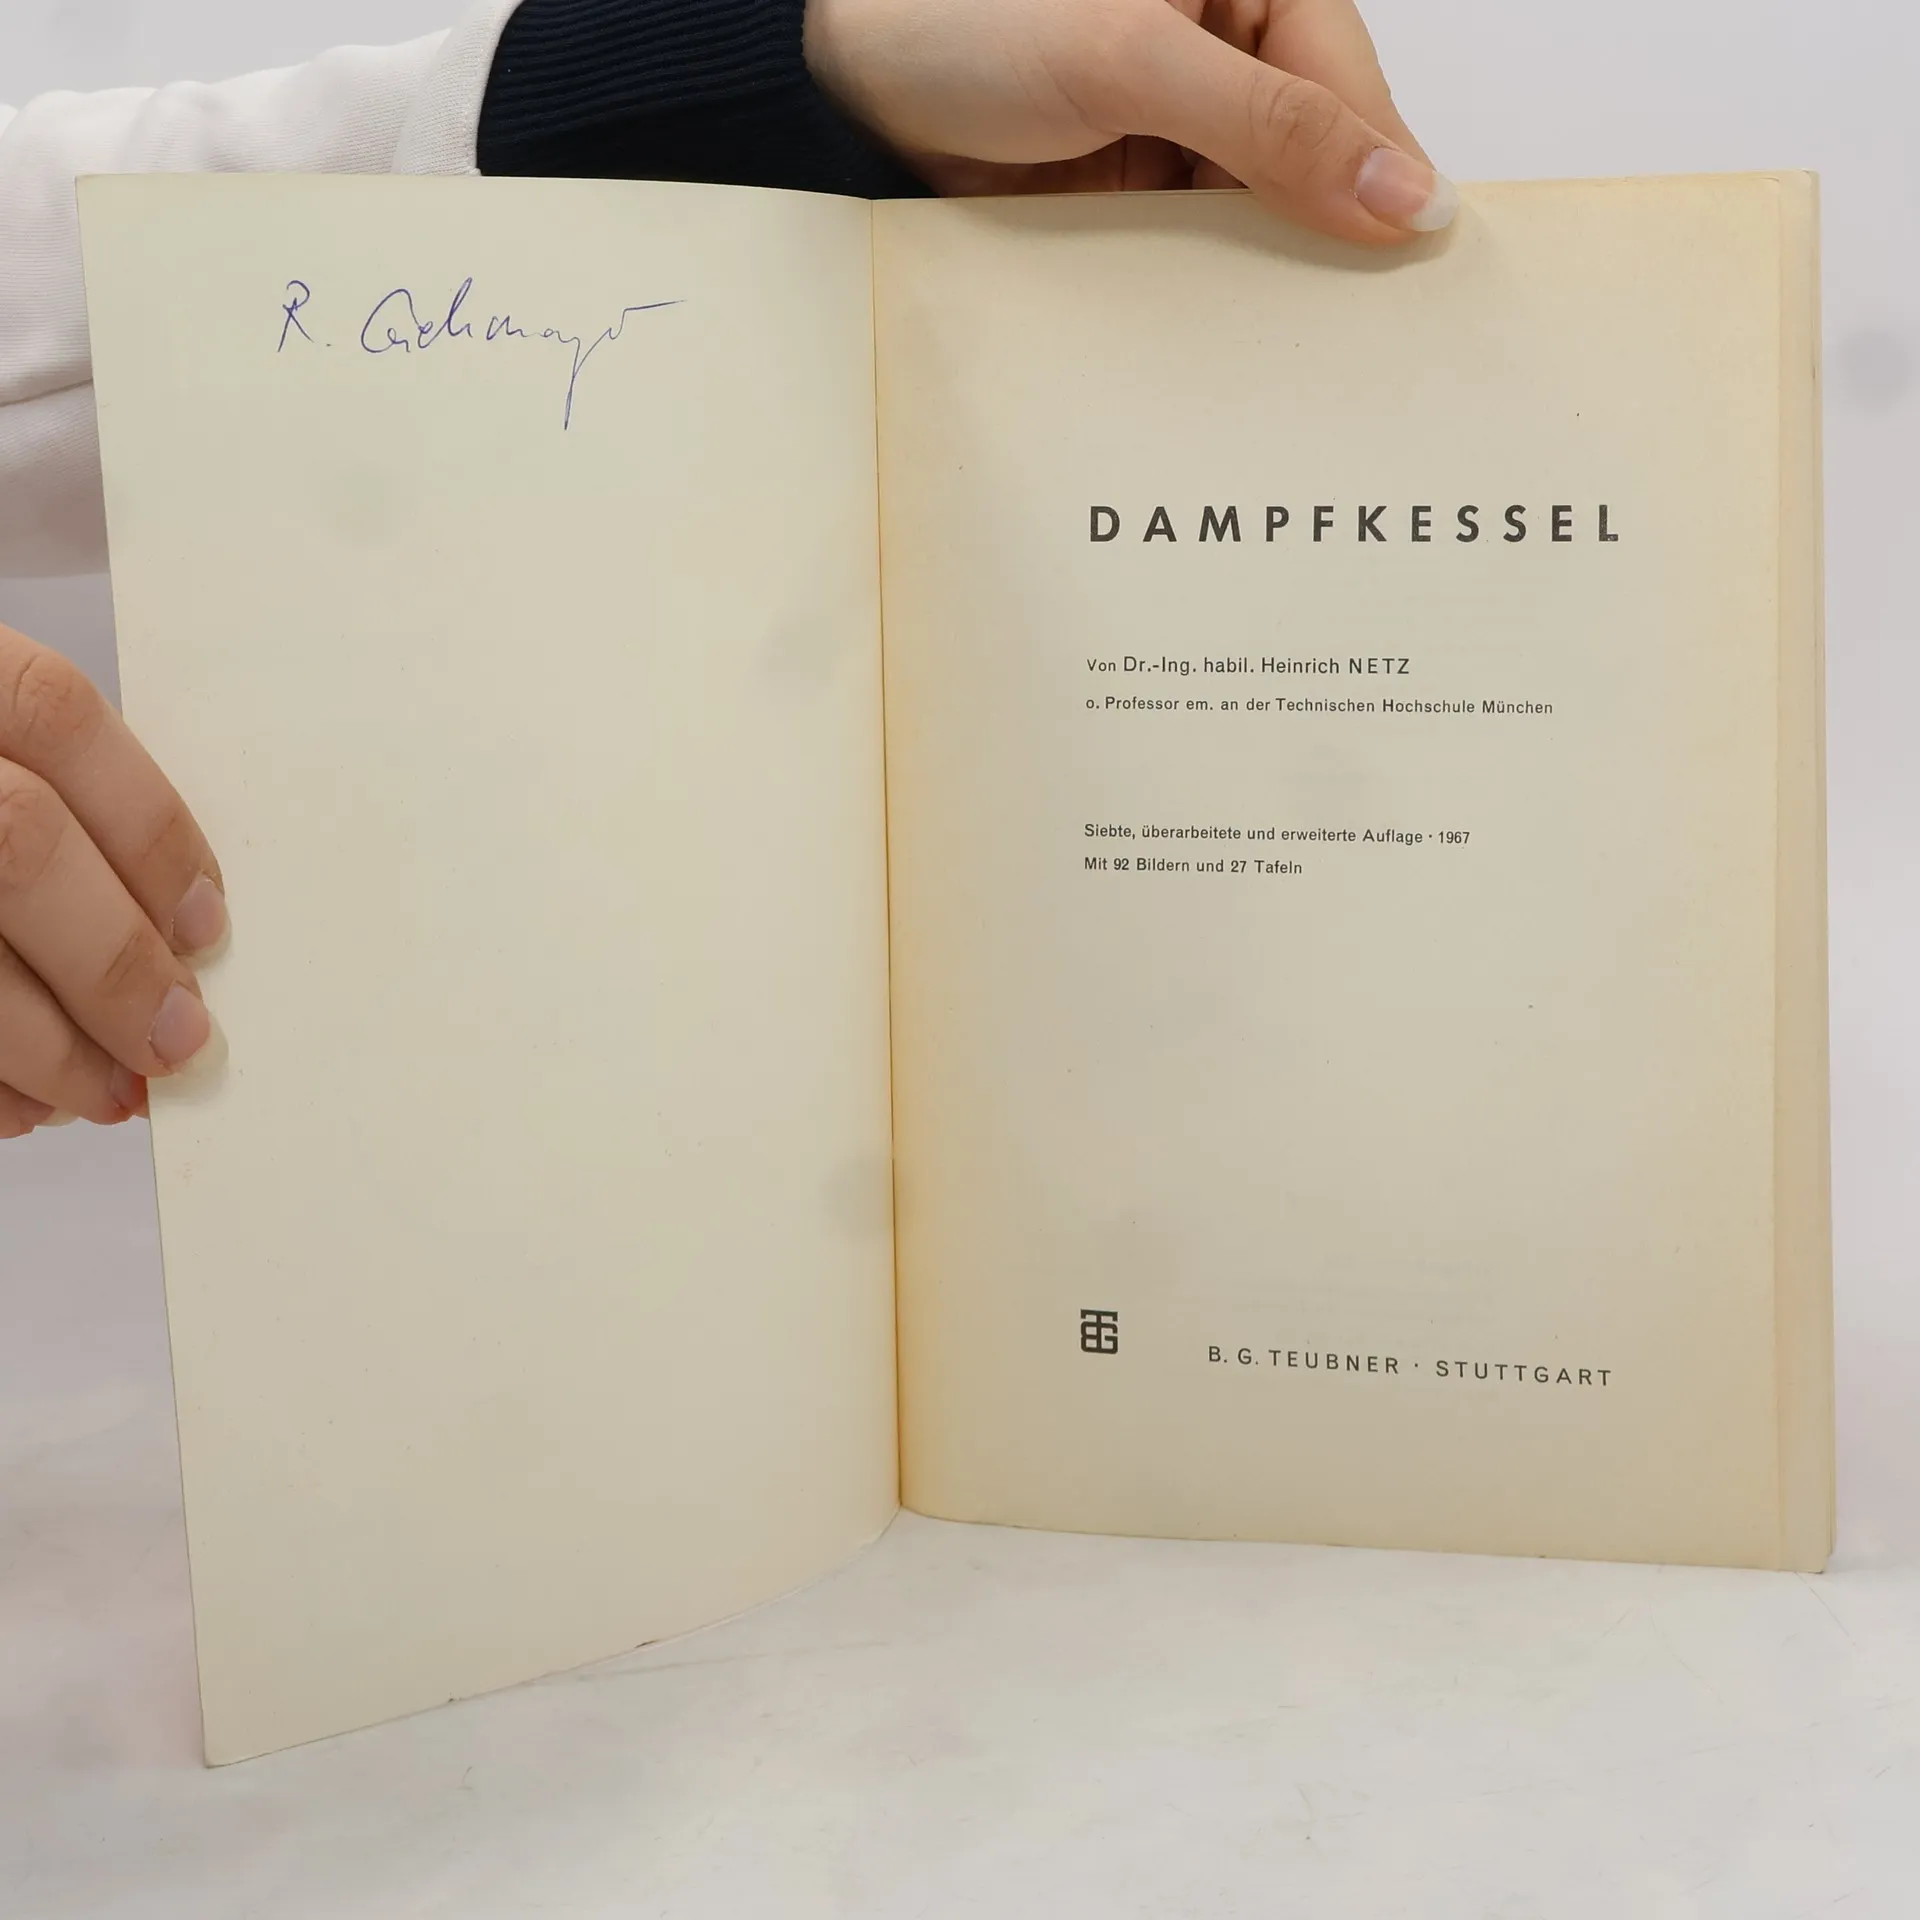 R.
DAMPFKESSEL
Von Dr.-Ing. habil. Heinrich NETZ
o. Professor em. an der Technischen Hochschule München
Siebte, überarbeitete und erweiterte Auflage · 1967
Mit 92 Bildern und 27 Tafeln
B. G. TEUBNER · STUTTGART